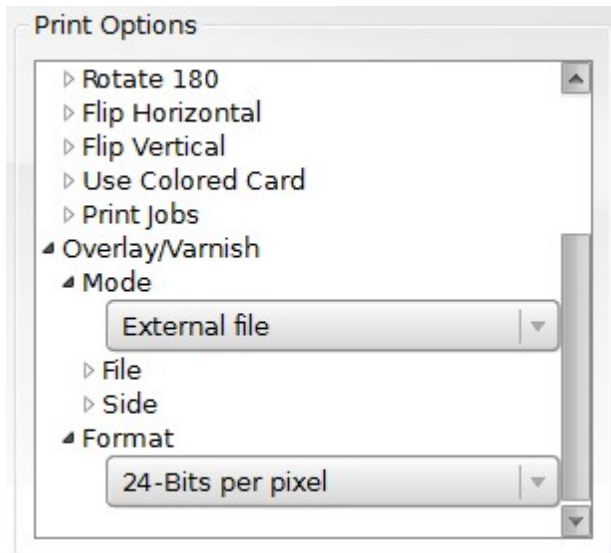 Print Options
Rotate 180
Flip Horizontal
Flip Vertical
Use Colored Card
Print Jobs
Overlay/Varnish
Mode
External file
File
Side
Format
24-Bits per pixel